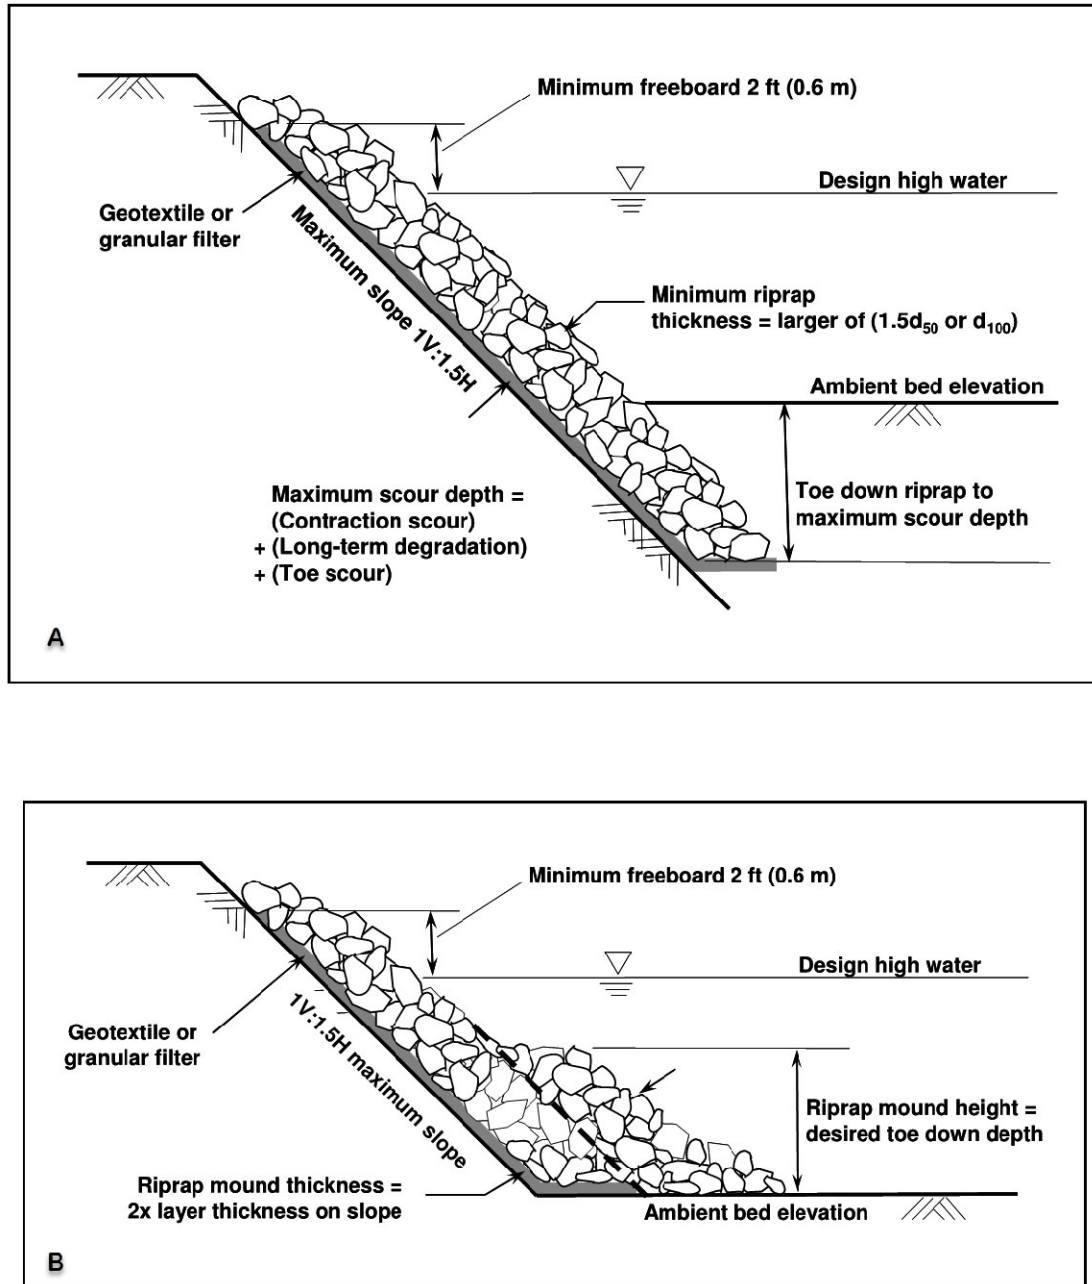 Minimum freeboard 2 ft (0.6 m)
Design high water
Geotextile or
granular filter
Maximum slope 1V:1.5H
Minimum riprap
thickness = larger of (1.5d50 or d100)
Ambient bed elevation
Toe down riprap to
maximum scour depth
Maximum scour depth =
(Contraction scour)
+ (Long-term degradation)
+ (Toe scour)
A
Minimum freeboard 2 ft (0.6 m)
Design high water
Geotextile or
granular filter
1V:1.5H maximum slope
Riprap mound height =
desired toe down depth
Riprap mound thickness =
2x layer thickness on slope
Ambient bed elevation
B